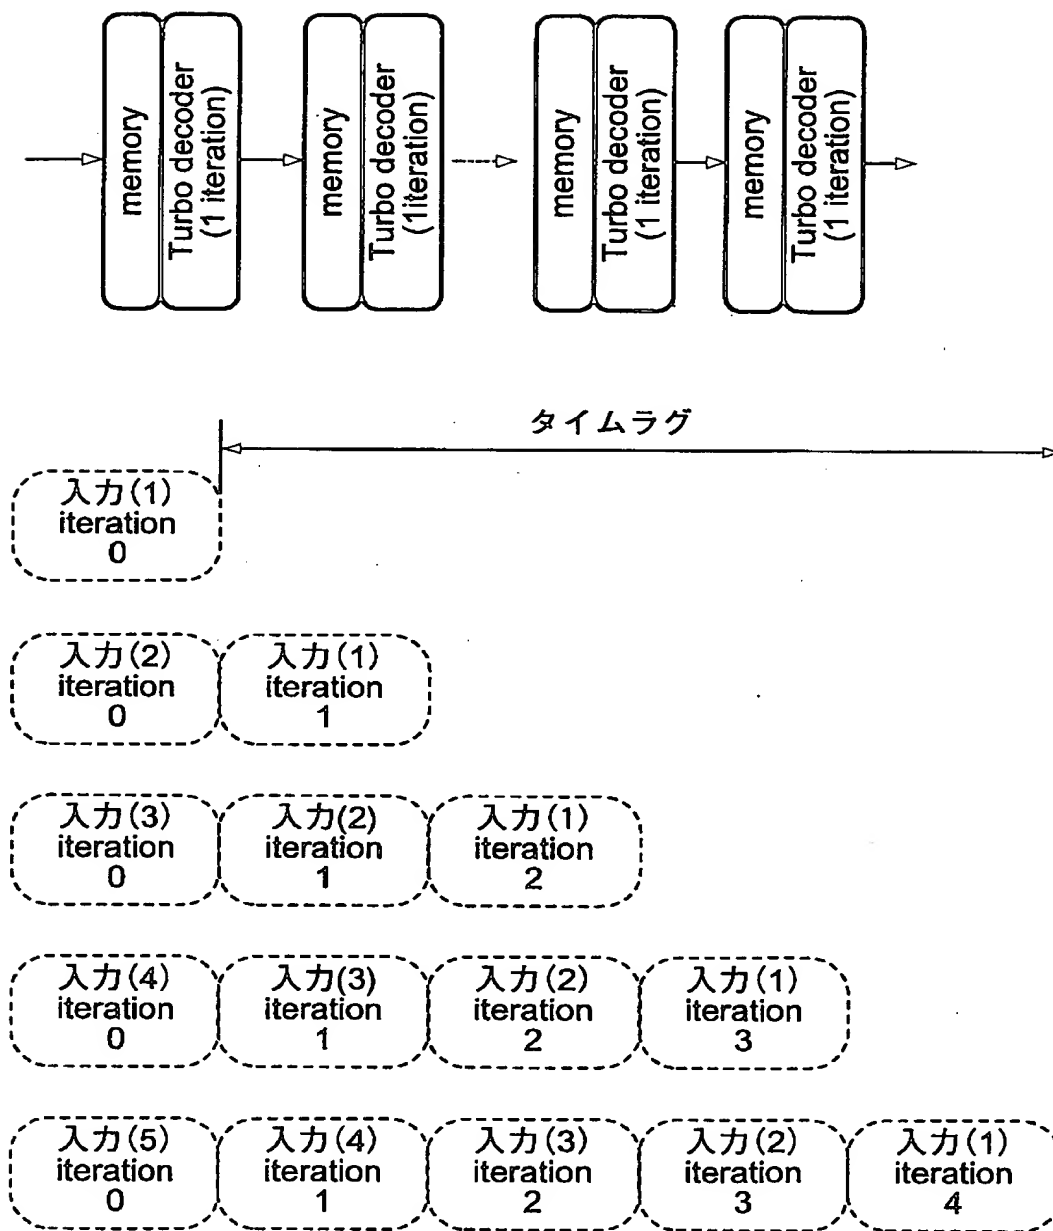 memory
Turbo decoder
(1 iteration)
memory
Turbo decoder
(1iteration)
memory
Turbo decoder
(1 iteration)
memory
Turbo decoder
(1 iteration)
タイムラグ
入力(1)
iteration
0
入力(2)
iteration
0
入力(1)
iteration
1
入力(3)
iteration
0
入力(2)
iteration
1
入力(1)
iteration
2
入力(4)
iteration
0
入力(3)
iteration
1
入力(2)
iteration
2
入力(1)
iteration
3
入力(5)
iteration
0
入力(4)
iteration
1
入力(3)
iteration
2
入力(2)
iteration
3
入力(1)
iteration
4